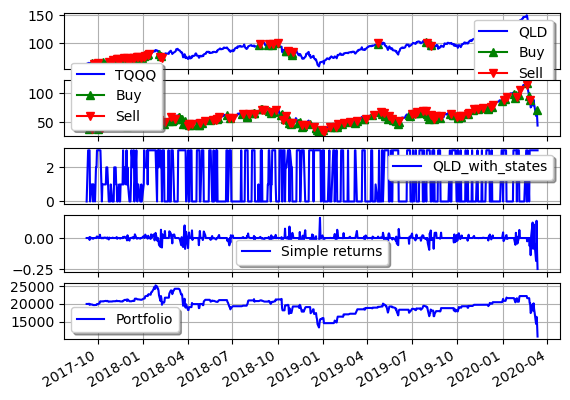 150
100
QLD
Buy
Sell
100
50
TQQQ
Buy
Sell
2
0
QLD_with_states
0.00
−0.25
Simple returns
25000
20000
15000
Portfolio
2017-10
2018-01
2018-04
2018-07
2018-10
2019-01
2019-04
2019-07
2019-10
2020-01
2020-04